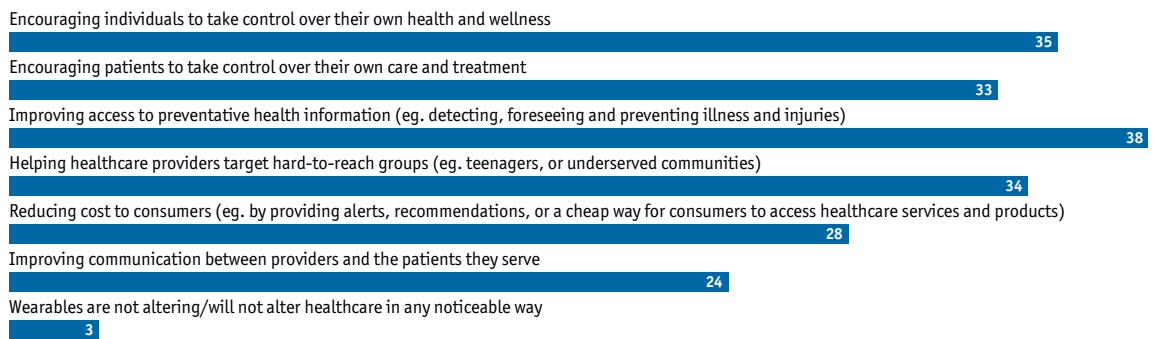 Encouraging individuals to take control over their own health and wellness
35
Encouraging patients to take control over their own care and treatment
33
Improving access to preventative health information (eg. detecting, foreseeing and preventing illness and injuries)
38
Helping healthcare providers target hard-to-reach groups (eg. teenagers, or underserved communities)
34
Reducing cost to consumers (eg. by providing alerts, recommendations, or a cheap way for consumers to access healthcare services and products)
28
Improving communication between providers and the patients they serve
24
Wearables are not altering/will not alter healthcare in any noticeable way
3